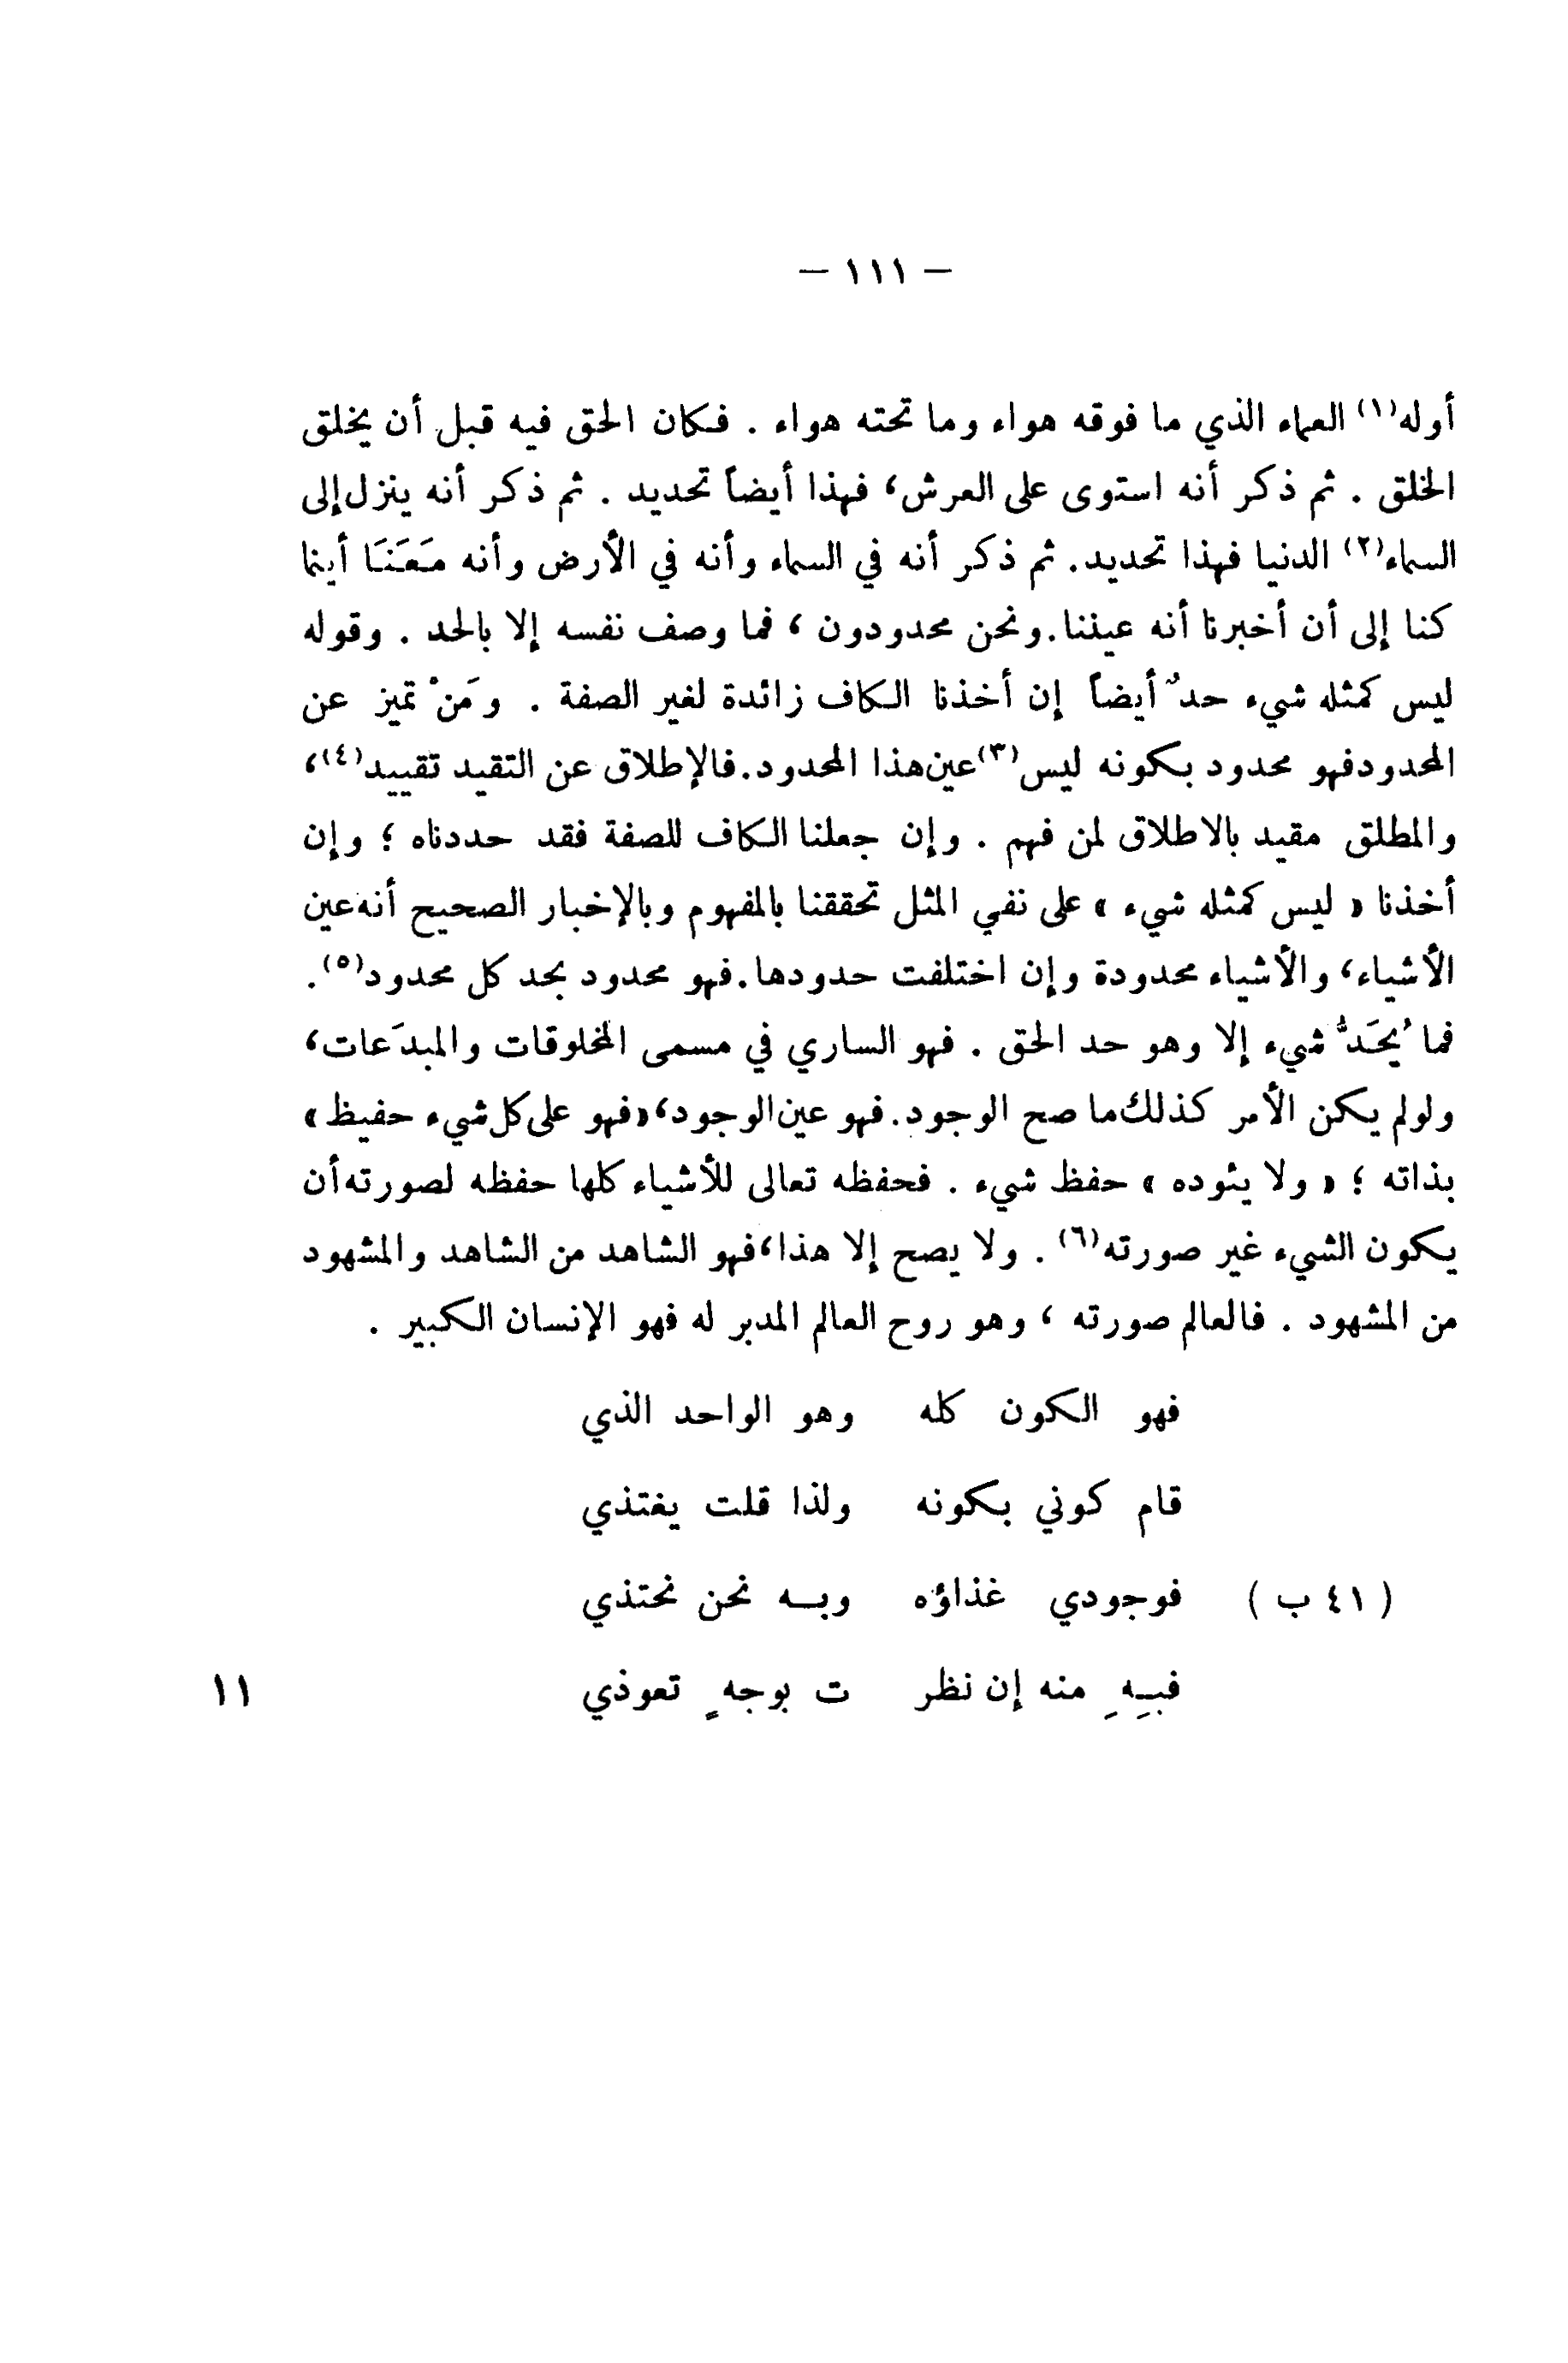 – ١١١ –
أوله(١) العماء الذي ما فوقه هواء وما تحته هواء . فكان الحق فيه قبل أن يخلق
الخلق . ثم ذكر أنه استوى على العرش، فهذا أيضاً تحديد . ثم ذكر أنه ينزل إلى
السماء(٢) الدنيا فهذا تحديد. ثم ذكر أنه في السماء وأنه في الأرض وأنه مَعَنَا أينما
كنا إلى أن أخبرنا أنه عيننا. ونحن محدودون ، فما وصف نفسه إلا بالحد . وقوله
ليس كمثله شيء حدٌ أيضاً إن أخذنا الكاف زائدة لغير الصفة . ومَنْ تميز عن
المحدود فهو محدود بكونه ليس(٣) عين هذا المحدود. فالإطلاق عن التقيد تقييد(٤)،
والمطلق مقيد بالاطلاق لمن فهم . وإن جعلنا الكاف للصفة فقد حددناه ؛ وإن
أخذنا « ليس كمثله شيء » على نفي المثل تحققنا بالمفهوم وبالإخبار الصحيح أنه عين
الأشياء، والأشياء محدودة وإن اختلفت حدودها. فهو محدود بحد كل محدود(٥).
فما يُحَدُّ شيء إلا وهو حد الحق . فهو الساري في مسمى المخلوقات والمبدَعات،
ولو لم يكن الأمر كذلك ما صح الوجود. فهو عين الوجود، «فهو على كل شيء حفيظ »
بذاته ؛ « ولا يئوده » حفظ شيء . فحفظه تعالى للأشياء كلها حفظه لصورته أن
يكون الشيء غير صورته(٦) . ولا يصح إلا هذا، فهو الشاهد من الشاهد والمشهود
من المشهود . فالعالم صورته ، وهو روح العالم المدبر له فهو الإنسان الكبير .
فهو الكون كله وهو الواحد الذي
قام كوني بكونه ولذا قلت يغتذي
( ٤١ ب ) فوجودي غذاؤه وبـه نحن نحتذي
فبـِهِ منه إن نظر ت بوجهٍ تعوذي
١١